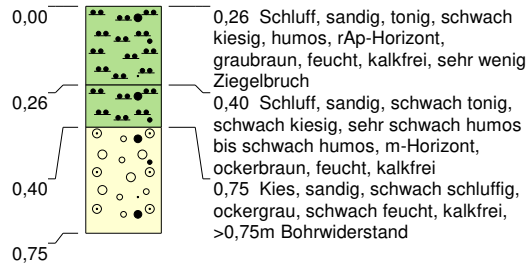 0,00
0,26 Schluff, sandig, tonig, schwach
kiesig, humos, rAp-Horizont,
graubraun, feucht, kalkfrei, sehr wenig
Ziegelbruch
0,26
0,40 Schluff, sandig, schwach tonig,
schwach kiesig, sehr schwach humos
bis schwach humos, m-Horizont,
ockerbraun, feucht, kalkfrei
0,40
0,75 Kies, sandig, schwach schluffig,
ockergrau, schwach feucht, kalkfrei,
>0,75m Bohrwiderstand
0,75